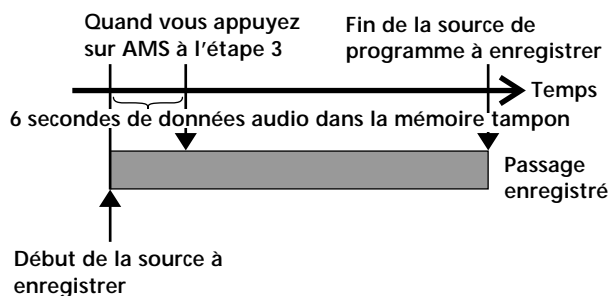 Quand vous appuyez
sur AMS à l'étape 3
Fin de la source de
programme à enregistrer
Temps
6 secondes de données audio dans la mémoire tampon
Passage
enregistré
Début de la source à
enregistrer